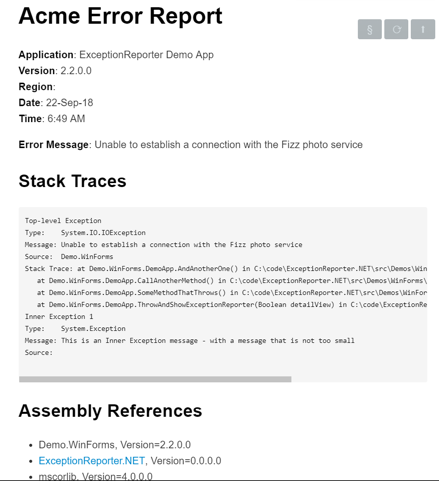 Acme Error Report
Application: ExceptionReporter Demo App
Version: 2.2.0.0
Region:
Date: 22-Sep-18
Time: 6:49 AM
Error Message: Unable to establish a connection with the Fizz photo service
Stack Traces
Top-level Exception
Type: System.IO.IOException
Message: Unable to establish a connection with the Fizz photo service
Source: Demo.WinForms
Stack Trace: at Demo.WinForms.DemoApp.AndAnotherOne() in C:\code\ExceptionReporter.NET\src\Demos\Win
at Demo.WinForms.DemoApp.CallAnotherMethod() in C:\code\ExceptionReporter.NET\src\Demos\WinForms\
at Demo.WinForms.DemoApp.SomeMethodThatThrows() in C:\code\ExceptionReporter.NET\src\Demos\WinFor
at Demo.WinForms.DemoApp.ThrowAndShowExceptionReporter(Boolean detailView) in C:\code\ExceptionRe
Inner Exception 1
Type: System.Exception
Message: This is an Inner Exception message - with a message that is not too small
Source:
Assembly References
• Demo.WinForms, Version=2.2.0.0
• ExceptionReporter.NET, Version=0.0.0.0
• mscorlib, Version=4.0.0.0